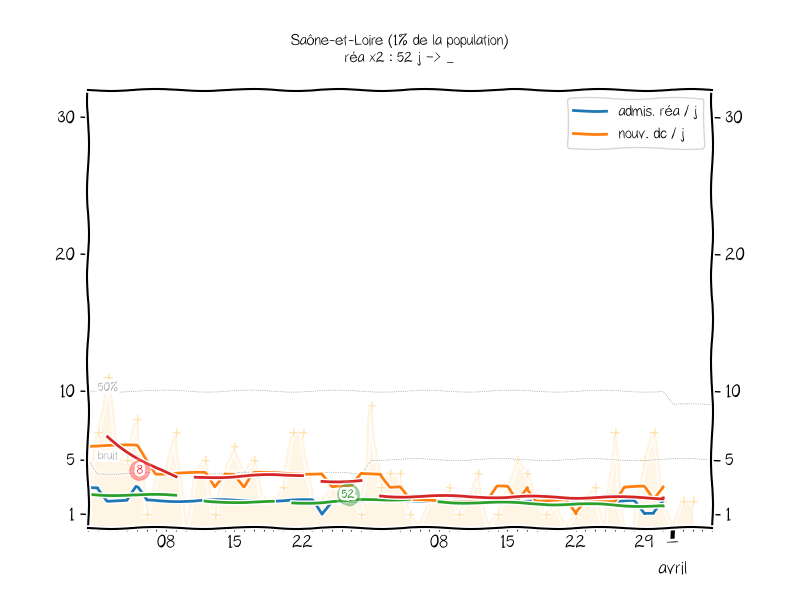 Saône-et-Loire (1% de la population)
réa x2 : 52 j -> _
admis. réa / j
nouv. dc / j
30
30
20
20
10
10
50%
bruit
5
5
8
52
1
1
08 15 22 08 15 22 29
avril